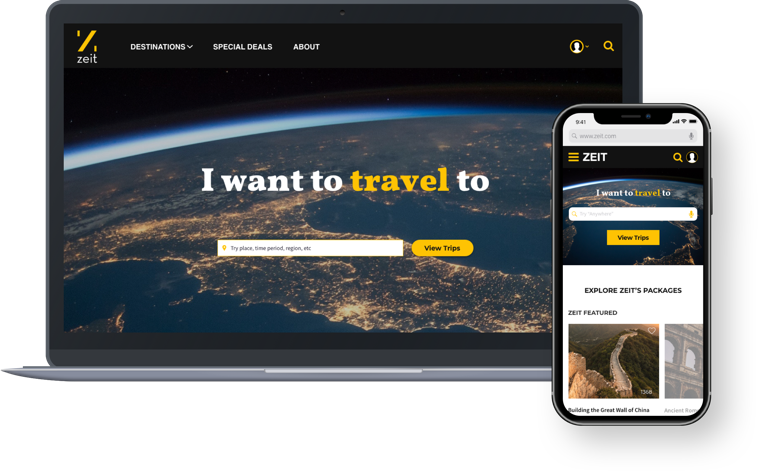 zeit
DESTINATIONS
SPECIAL DEALS
ABOUT
I want to travel to
Try place, time period, region, etc
View Trips
9:41
www.zeit.com
ZEIT
I want to travel to
Try "Anywhere"
View Trips
EXPLORE ZEIT'S PACKAGES
ZEIT FEATURED
1368
Building the Great Wall of China
Ancient Rom